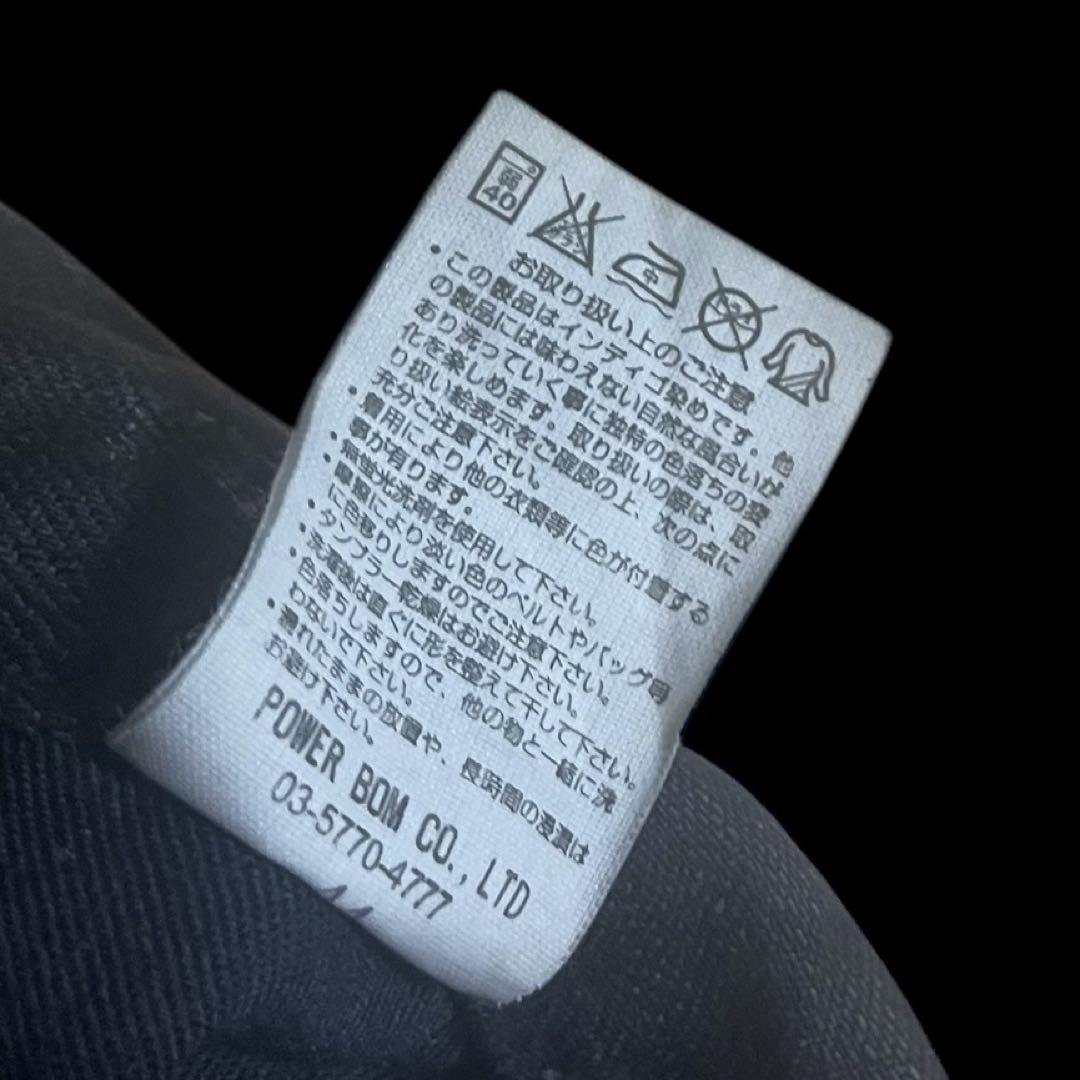 弱 40
中
お取り扱い上のご注意
・この製品はインディゴ染めです。色
の製品には味わえない自然な風合いが
あり洗っていく事に独特の色落ちの変
化を楽しめます。取り扱いの際は、取
り扱い絵表示をご確認の上、次の点に
充分ご注意下さい。
・着用により他の衣類等に色が付着する
事が有ります。
・無蛍光洗剤を使用して下さい。
・摩擦により淡い色のベルトやバッグ等
に色移りしますのでご注意下さい。
・タンブラー乾燥はお避け下さい。
・洗濯後は直ぐに形を整えて干して下さい。
・色落ちしますので、他の物と一緒に洗
わないで下さい。
・濡れたままの放置や、長時間の浸漬は
お避け下さい。
POWER BOM CO., LTD
03-5770-4777